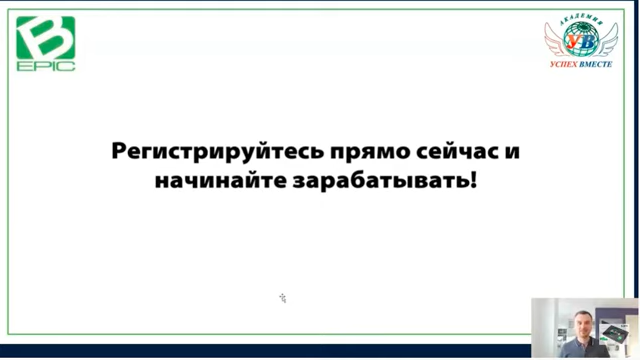 B
EPIC
АКАДЕМИЯ
УВ
УСПЕХ ВМЕСТЕ
Регистрируйтесь прямо сейчас и
начинайте зарабатывать!